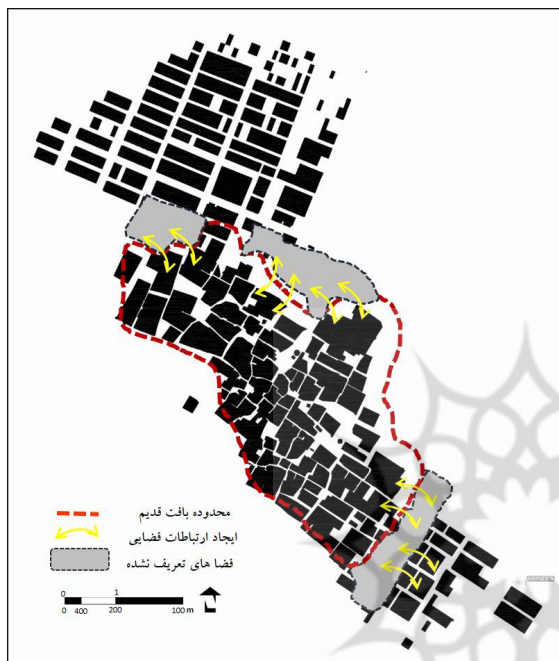 محدوده بافت قدیم
ایجاد ارتباطات فضایی
فضا های تعریف نشده
0 1
0 400 200 100 m